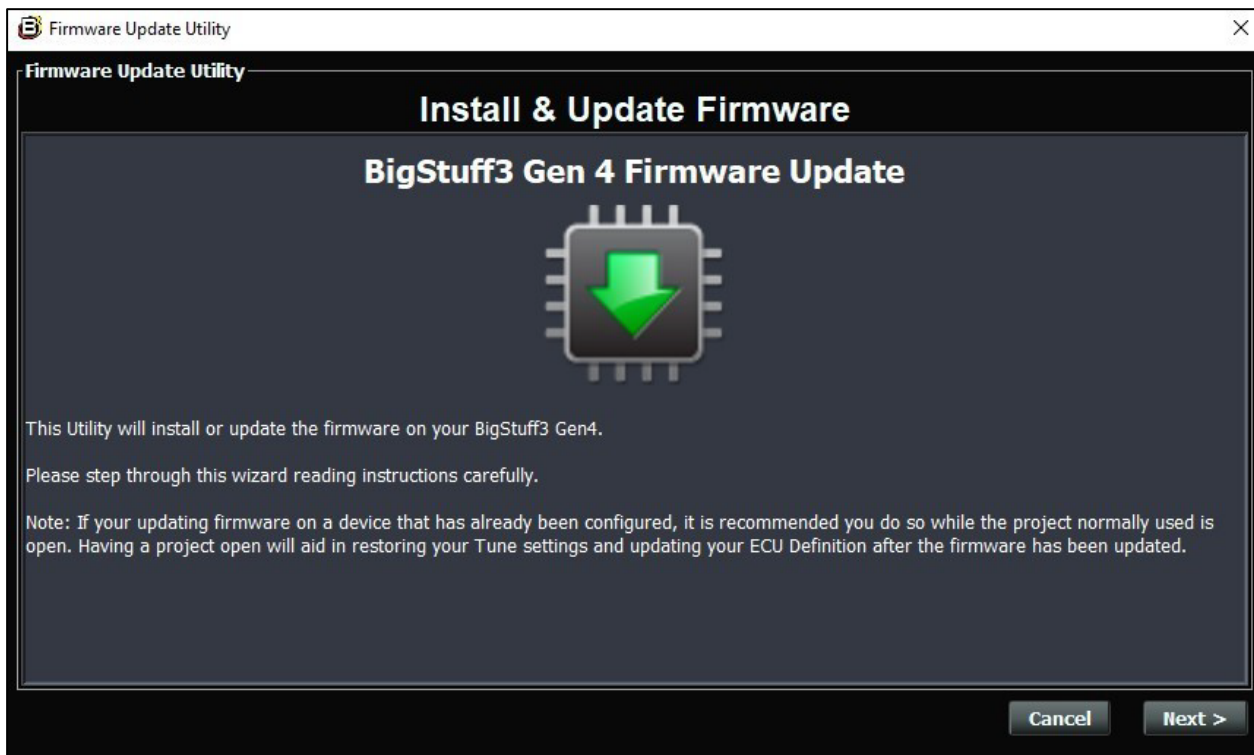 Firmware Update Utility
Firmware Update Utility
Install & Update Firmware
BigStuff3 Gen 4 Firmware Update
This Utility will install or update the firmware on your BigStuff3 Gen4.
Please step through this wizard reading instructions carefully.
Note: If your updating firmware on a device that has already been configured, it is recommended you do so while the project normally used is
open. Having a project open will aid in restoring your Tune settings and updating your ECU Definition after the firmware has been updated.
Cancel Next >